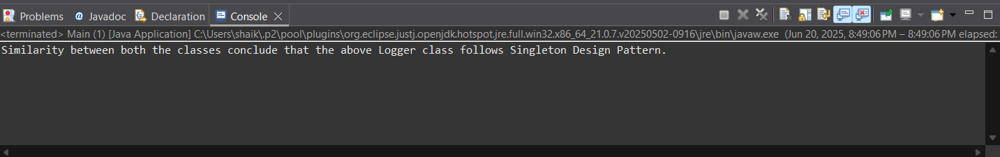 Problems Javadoc Declaration Console
<terminated> Main (1) [Java Application] C:\Users\shaik\.p2\pool\plugins\org.eclipse.justj.openjdk.hotspot.jre.full.win32.x86_64_21.0.7.v20250502-0916\jre\bin\javaw.exe (Jun 20, 2025, 8:49:06 PM – 8:49:06 PM elapsed:
Similarity between both the classes conclude that the above Logger class follows Singleton Design Pattern.